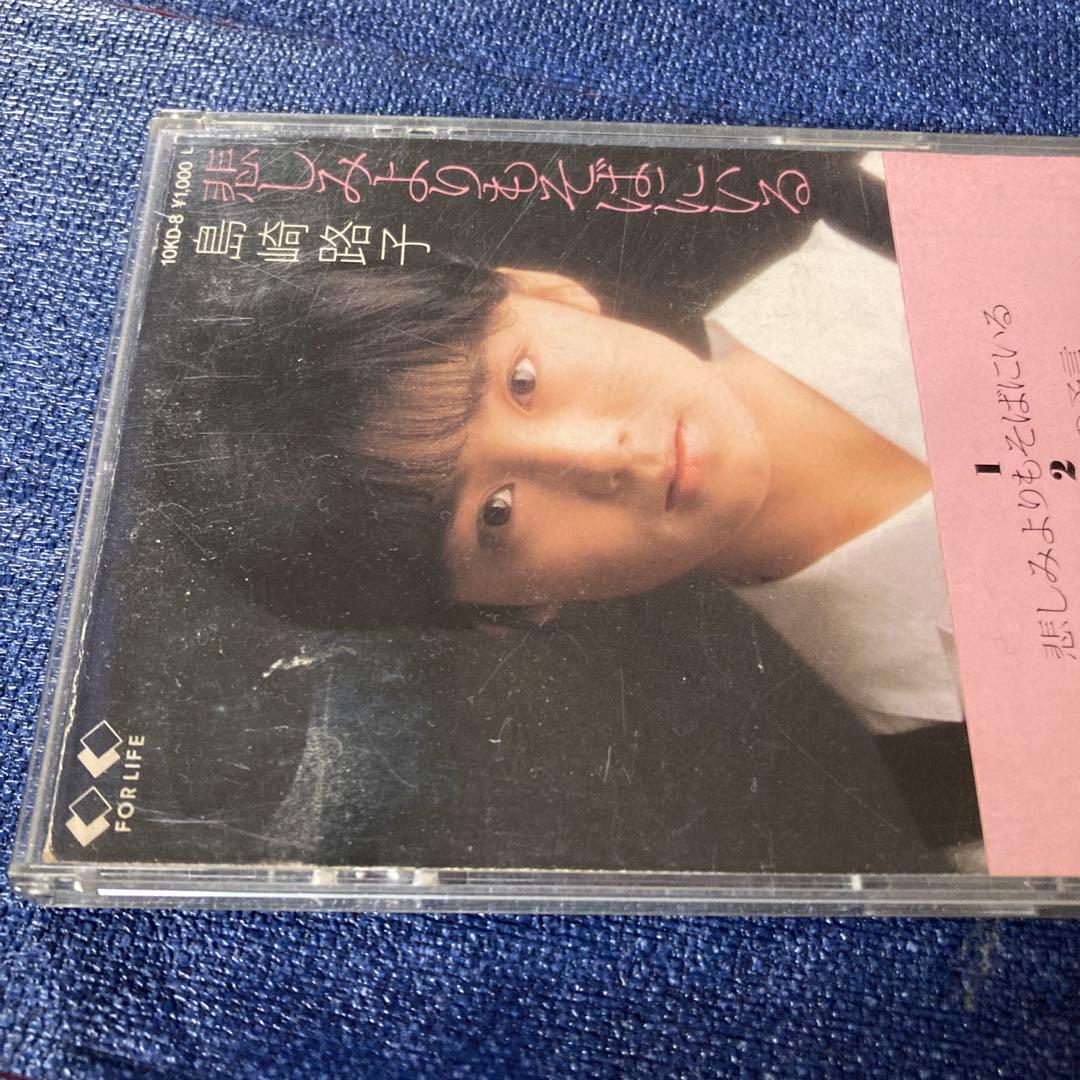 10KD-8 ¥1,000 L
悲しみよりもそばにいる
島崎路子
FOR LIFE
1
悲しみよりもそばにいる
2